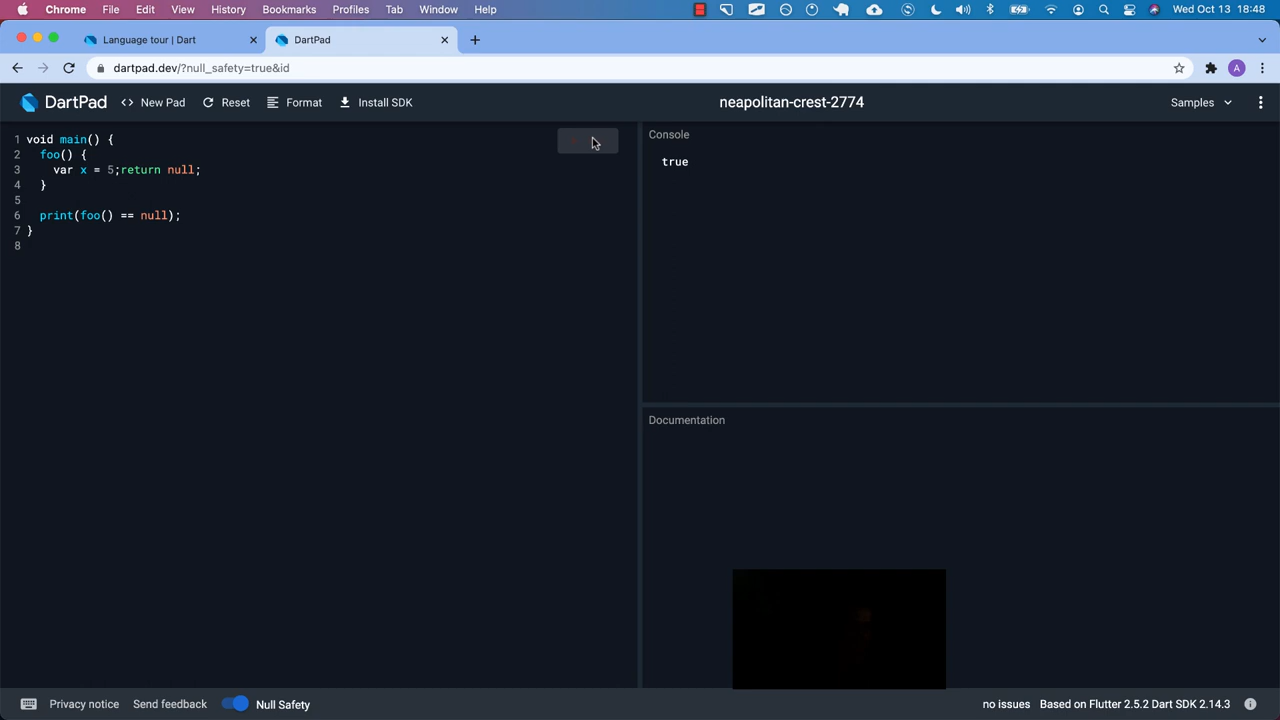 Chrome File Edit View History Bookmarks Profiles Tab Window Help Wed Oct 13 18:48
Language tour | Dart DartPad
dartpad.dev/?null_safety=true&id A
DartPad <> New Pad Reset Format Install SDK neapolitan-crest-2774 Samples
Console
true
1 void main() {
2 foo() {
3 var x = 5;return null;
4 }
5
6 print(foo() == null);
7 }
8
Documentation
Privacy notice Send feedback Null Safety no issues Based on Flutter 2.5.2 Dart SDK 2.14.3